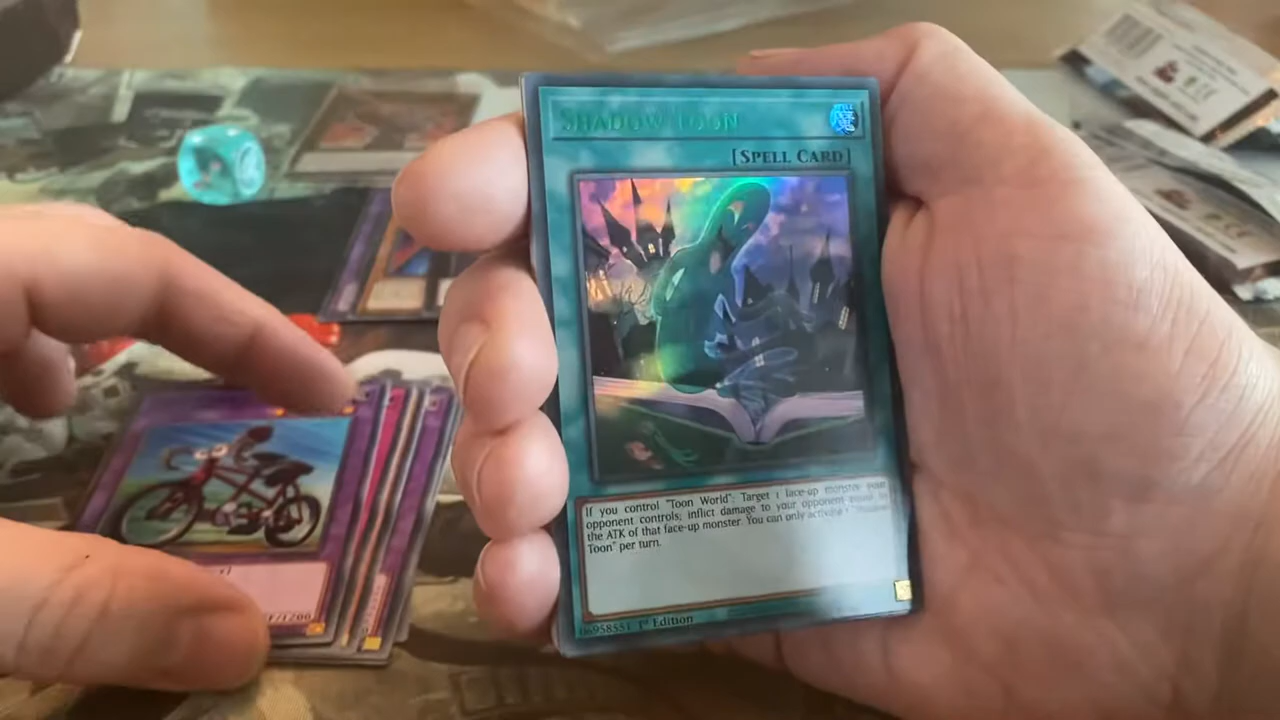 SHADOW TOON
[SPELL CARD]
If you control "Toon World": Target 1 face-up monster your
opponent controls; inflict damage to your opponent equal to
the ATK of that face-up monster. You can only activate 1 "Shadow
Toon" per turn.
06958551 1st Edition
/1200